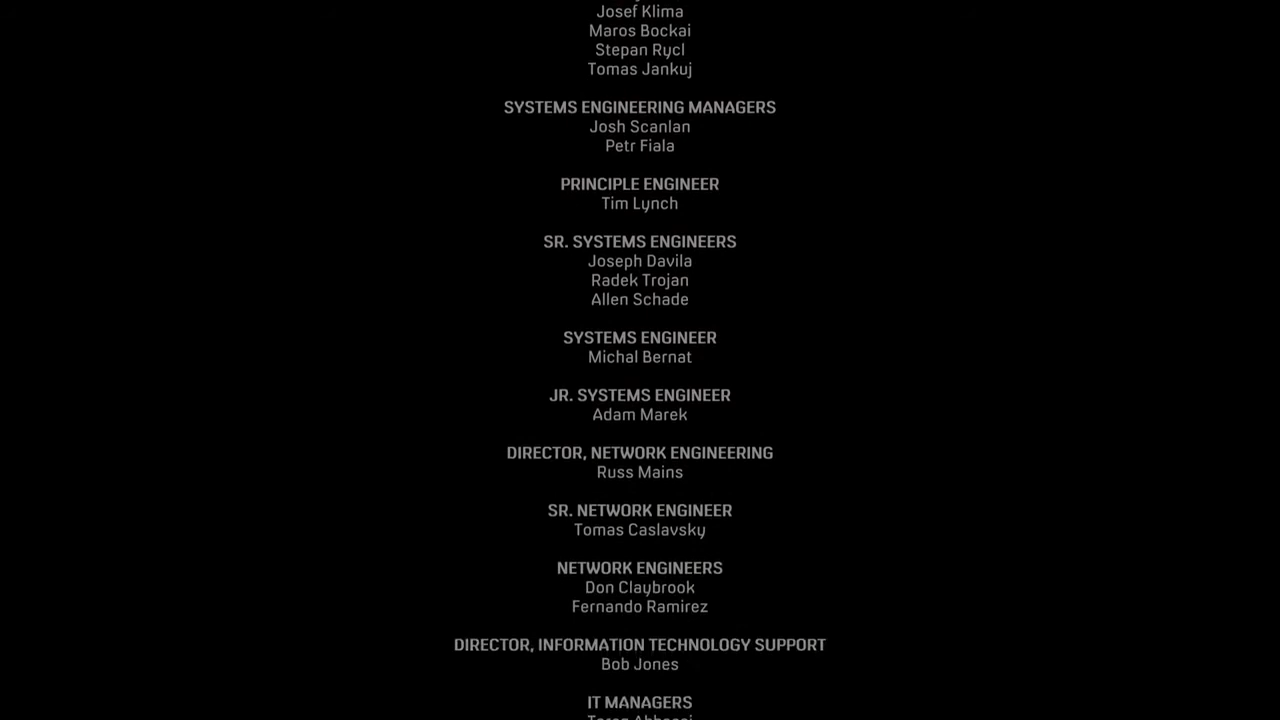 Josef Klima
Maros Bockai
Stepan Rycl
Tomas Jankuj
SYSTEMS ENGINEERING MANAGERS
Josh Scanlan
Petr Fiala
PRINCIPLE ENGINEER
Tim Lynch
SR. SYSTEMS ENGINEERS
Joseph Davila
Radek Trojan
Allen Schade
SYSTEMS ENGINEER
Michal Bernat
JR. SYSTEMS ENGINEER
Adam Marek
DIRECTOR, NETWORK ENGINEERING
Russ Mains
SR. NETWORK ENGINEER
Tomas Caslavsky
NETWORK ENGINEERS
Don Claybrook
Fernando Ramirez
DIRECTOR, INFORMATION TECHNOLOGY SUPPORT
Bob Jones
IT MANAGERS